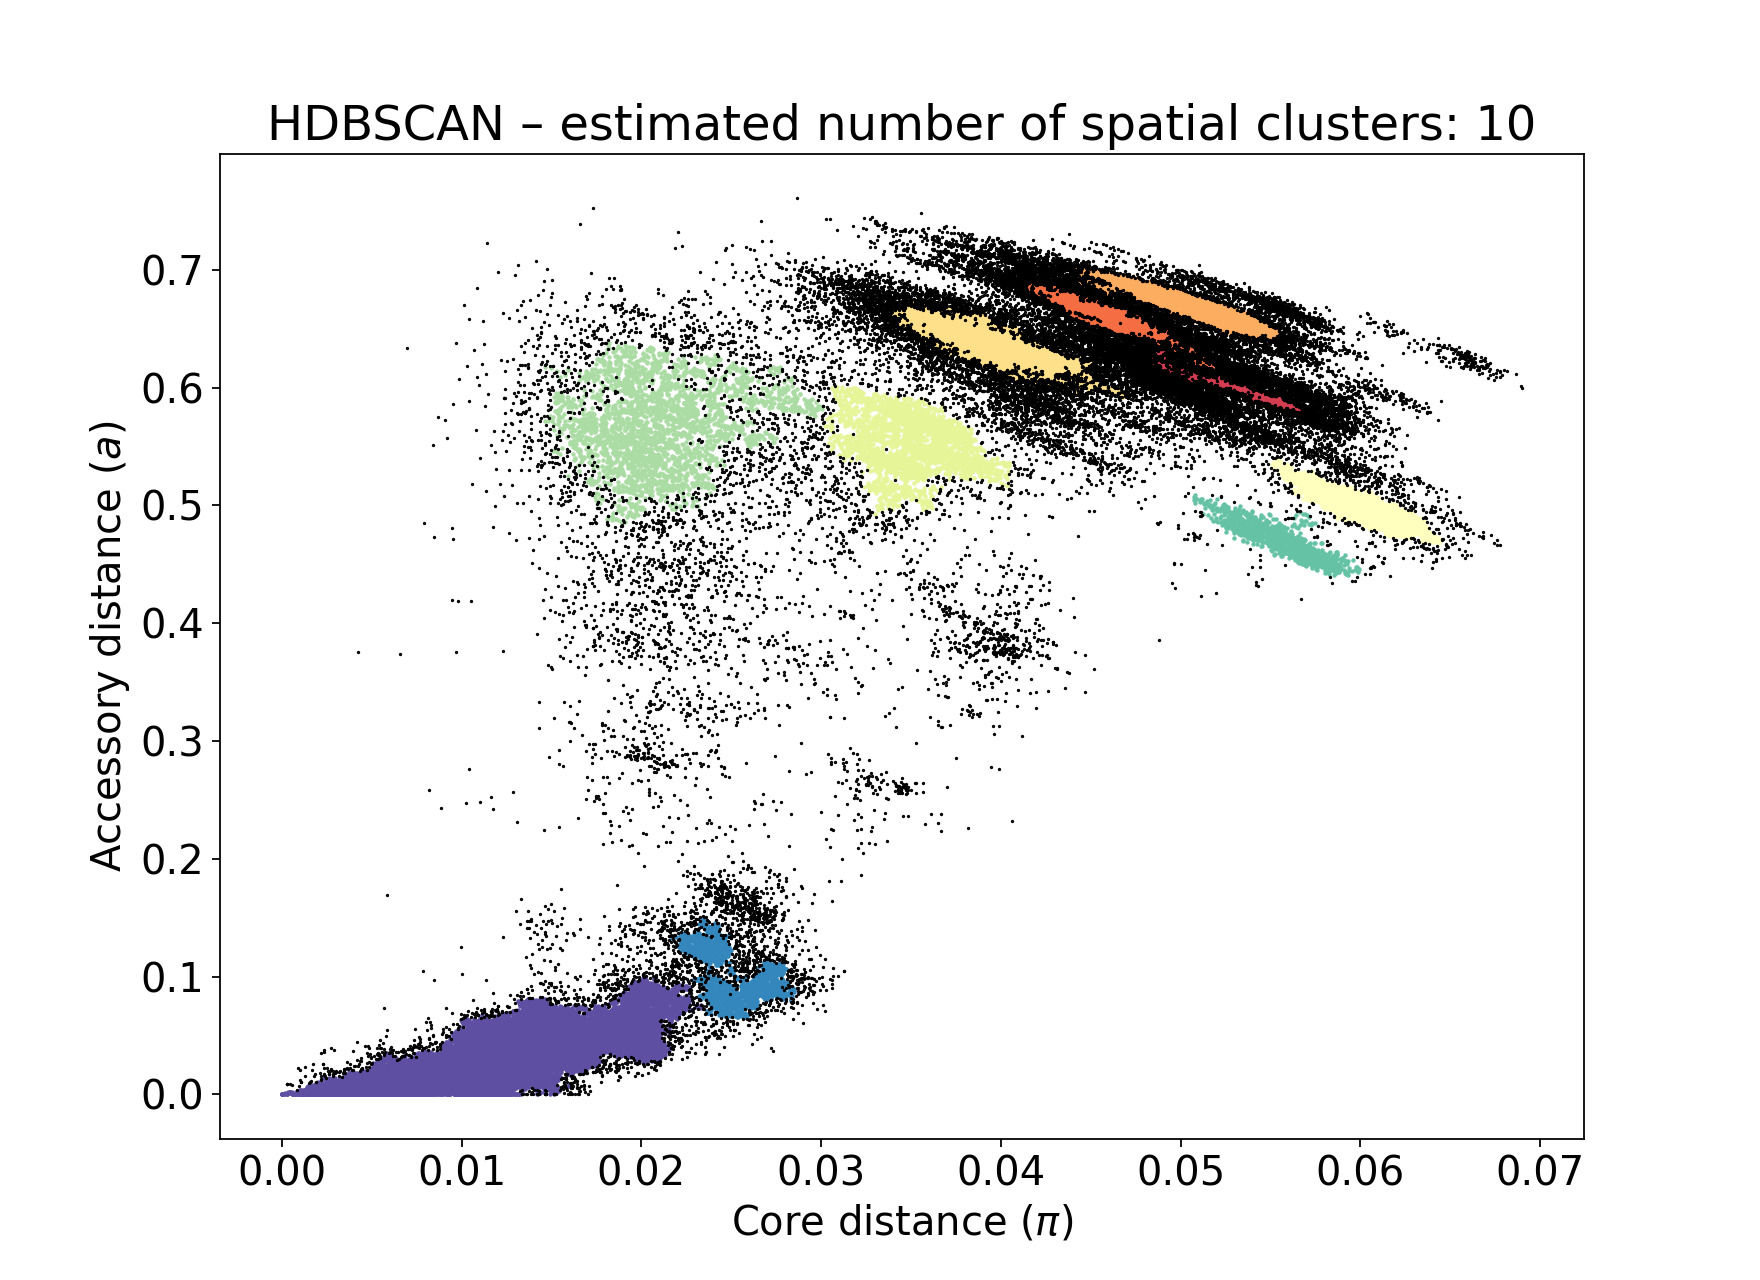 HDBSCAN – estimated number of spatial clusters: 10
0.7
0.6
0.5
0.4
0.3
0.2
0.1
0.0
Accessory distance (a)
0.00 0.01 0.02 0.03 0.04 0.05 0.06 0.07
Core distance (π)